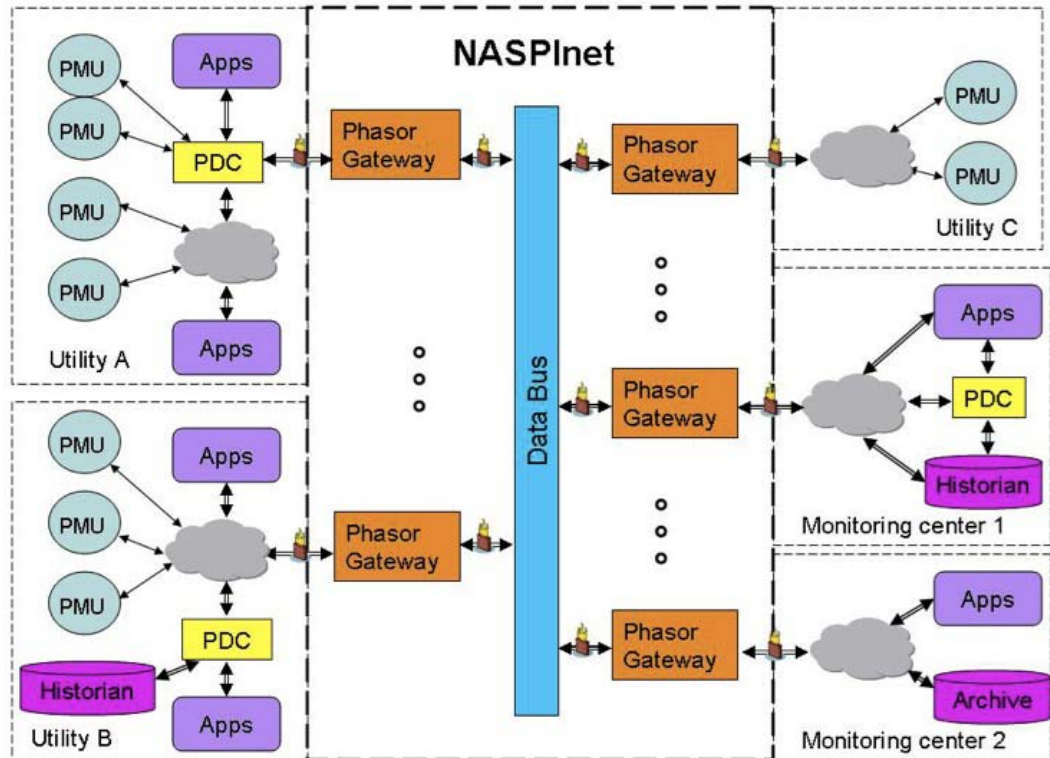 NASPInet
PMU
PMU
PMU
PMU
Apps
PDC
Apps
Utility A
PMU
PMU
PMU
Apps
PDC
Historian
Apps
Utility B
Phasor
Gateway
Phasor
Gateway
Data Bus
Phasor
Gateway
Phasor
Gateway
Phasor
Gateway
PMU
PMU
Utility C
Apps
PDC
Historian
Monitoring center 1
Apps
Archive
Monitoring center 2